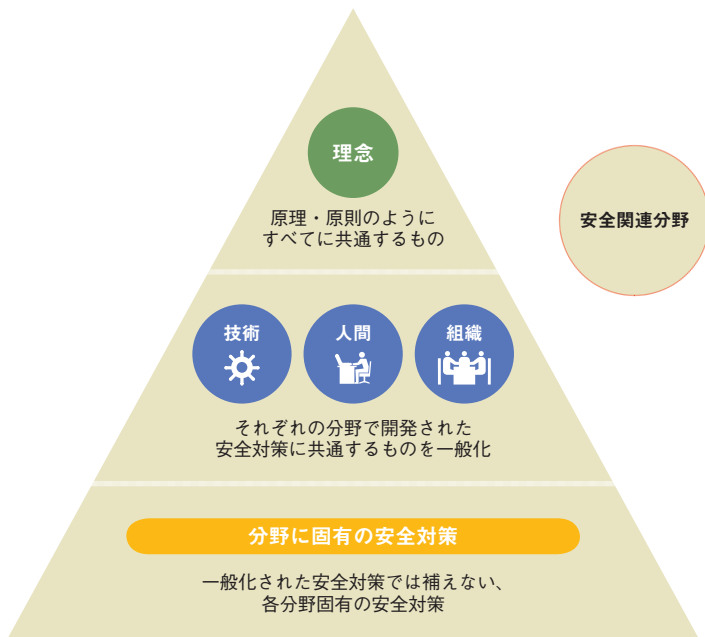 理念
原理・原則のように
すべてに共通するもの
安全関連分野
技術
人間
組織
それぞれの分野で開発された
安全対策に共通するものを一般化
分野に固有の安全対策
一般化された安全対策では補えない、
各分野固有の安全対策